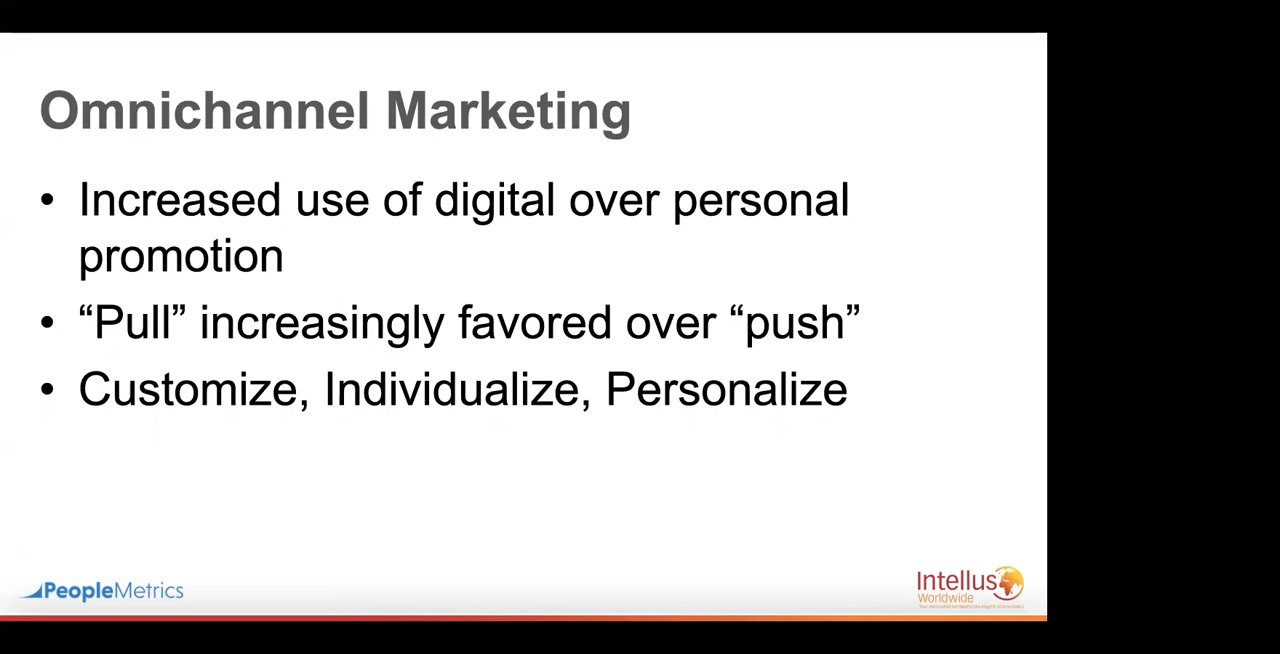 Omnichannel Marketing
• Increased use of digital over personal
promotion
• “Pull” increasingly favored over “push”
• Customize, Individualize, Personalize
PeopleMetrics
Intellus
Worldwide